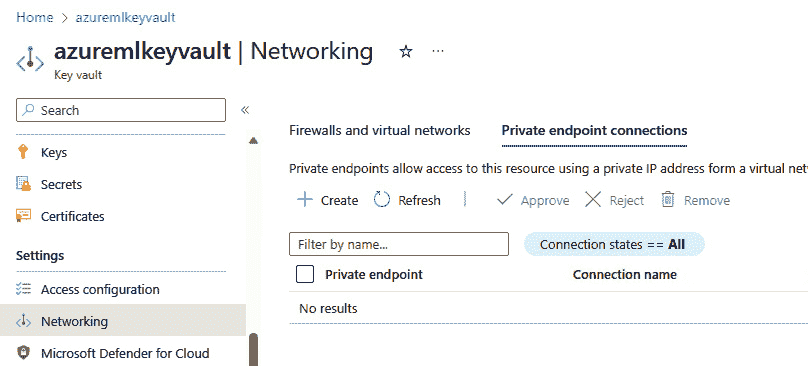 Home > azuremlkeyvault
azuremlkeyvault | Networking ☆ ...
Key vault
Search «
Keys
Secrets
Certificates
Settings
Access configuration
Networking
Microsoft Defender for Cloud
Firewalls and virtual networks Private endpoint connections
Private endpoints allow access to this resource using a private IP address form a virtual
+ Create Refresh | Approve Reject Remove
Filter by name... Connection states == All
Private endpoint Connection name
No results